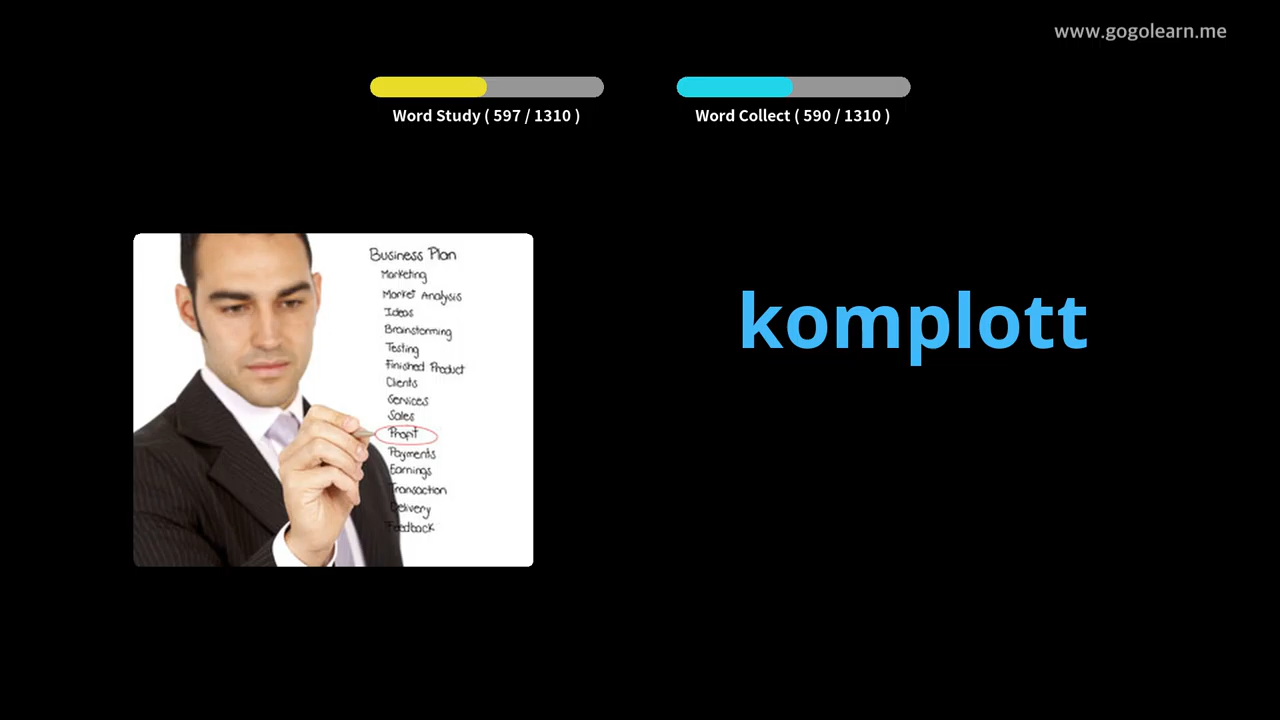 www.gogolearn.me
Word Study ( 597 / 1310 )
Word Collect ( 590 / 1310 )
Business Plan
Marketing
Market Analysis
Ideas
Brainstorming
Testing
Finished Product
Clients
Services
Sales
Profit
Payments
Earnings
Transaction
Delivery
Feedback
komplott